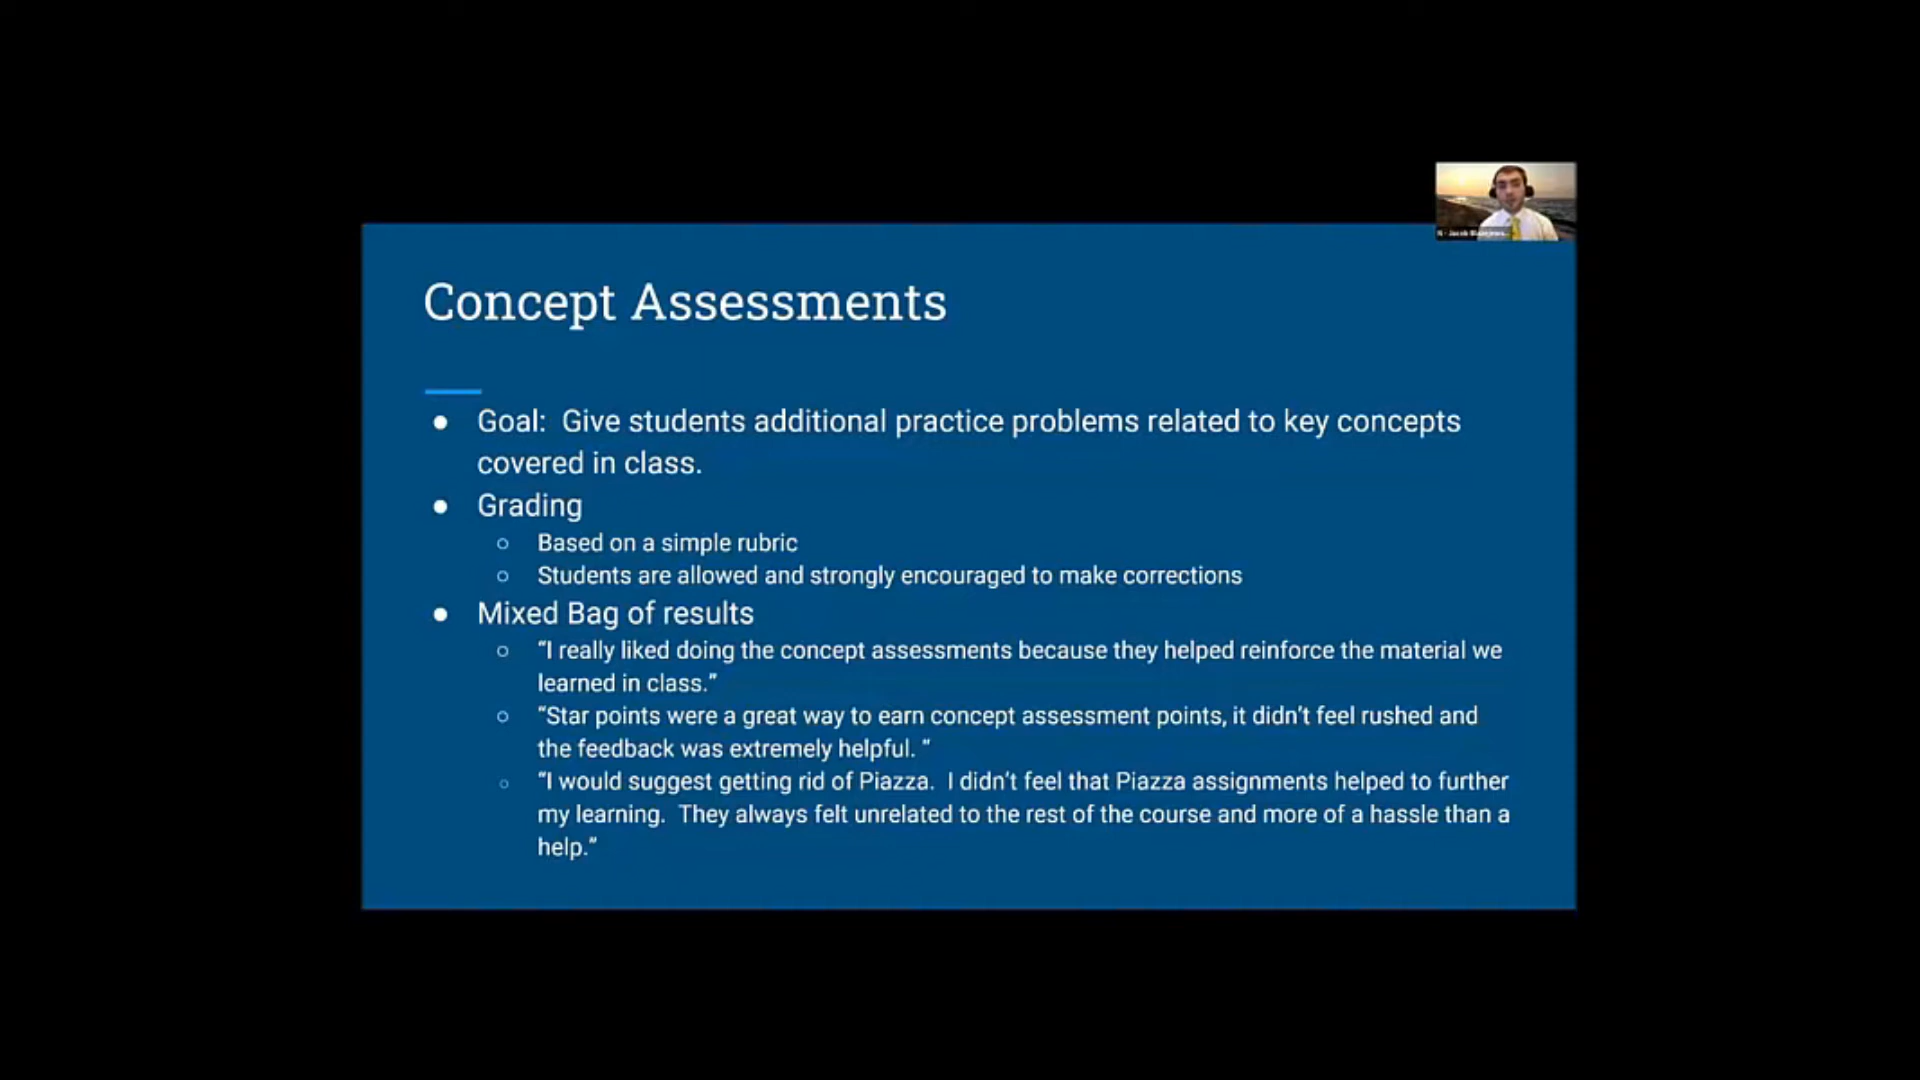 Concept Assessments
● Goal:  Give students additional practice problems related to key concepts
covered in class.
● Grading
○ Based on a simple rubric
○ Students are allowed and strongly encouraged to make corrections
● Mixed Bag of results
○ “I really liked doing the concept assessments because they helped reinforce the material we
learned in class.”
○ “Star points were a great way to earn concept assessment points, it didn’t feel rushed and
the feedback was extremely helpful. “
○ “I would suggest getting rid of Piazza.  I didn’t feel that Piazza assignments helped to further
my learning.  They always felt unrelated to the rest of the course and more of a hassle than a
help.”